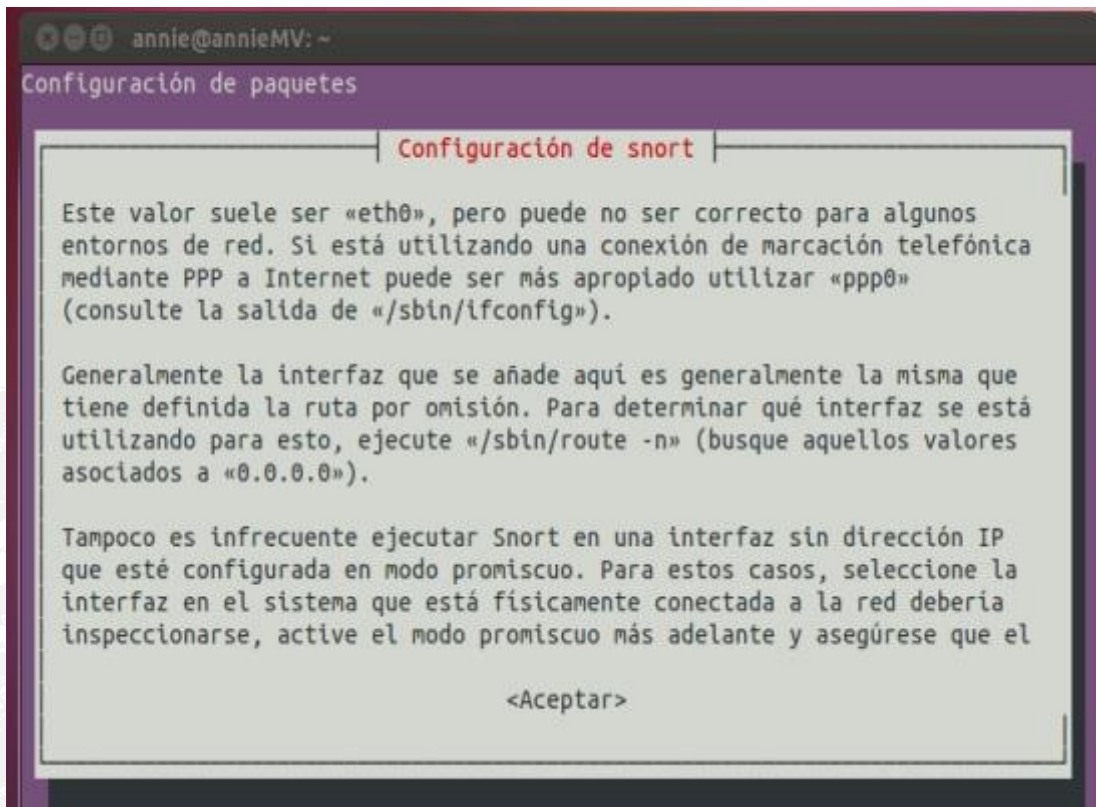 annie@annieMV: ~
Configuración de paquetes
Configuración de snort
Este valor suele ser «eth0», pero puede no ser correcto para algunos
entornos de red. Si está utilizando una conexión de marcación telefónica
mediante PPP a Internet puede ser más apropiado utilizar «ppp0»
(consulte la salida de «/sbin/ifconfig»).
Generalmente la interfaz que se añade aquí es generalmente la misma que
tiene definida la ruta por omisión. Para determinar qué interfaz se está
utilizando para esto, ejecute «/sbin/route -n» (busque aquellos valores
asociados a «0.0.0.0»).
Tampoco es infrecuente ejecutar Snort en una interfaz sin dirección IP
que esté configurada en modo promiscuo. Para estos casos, seleccione la
interfaz en el sistema que está físicamente conectada a la red debería
inspeccionarse, active el modo promiscuo más adelante y asegúrese que el
<Aceptar>